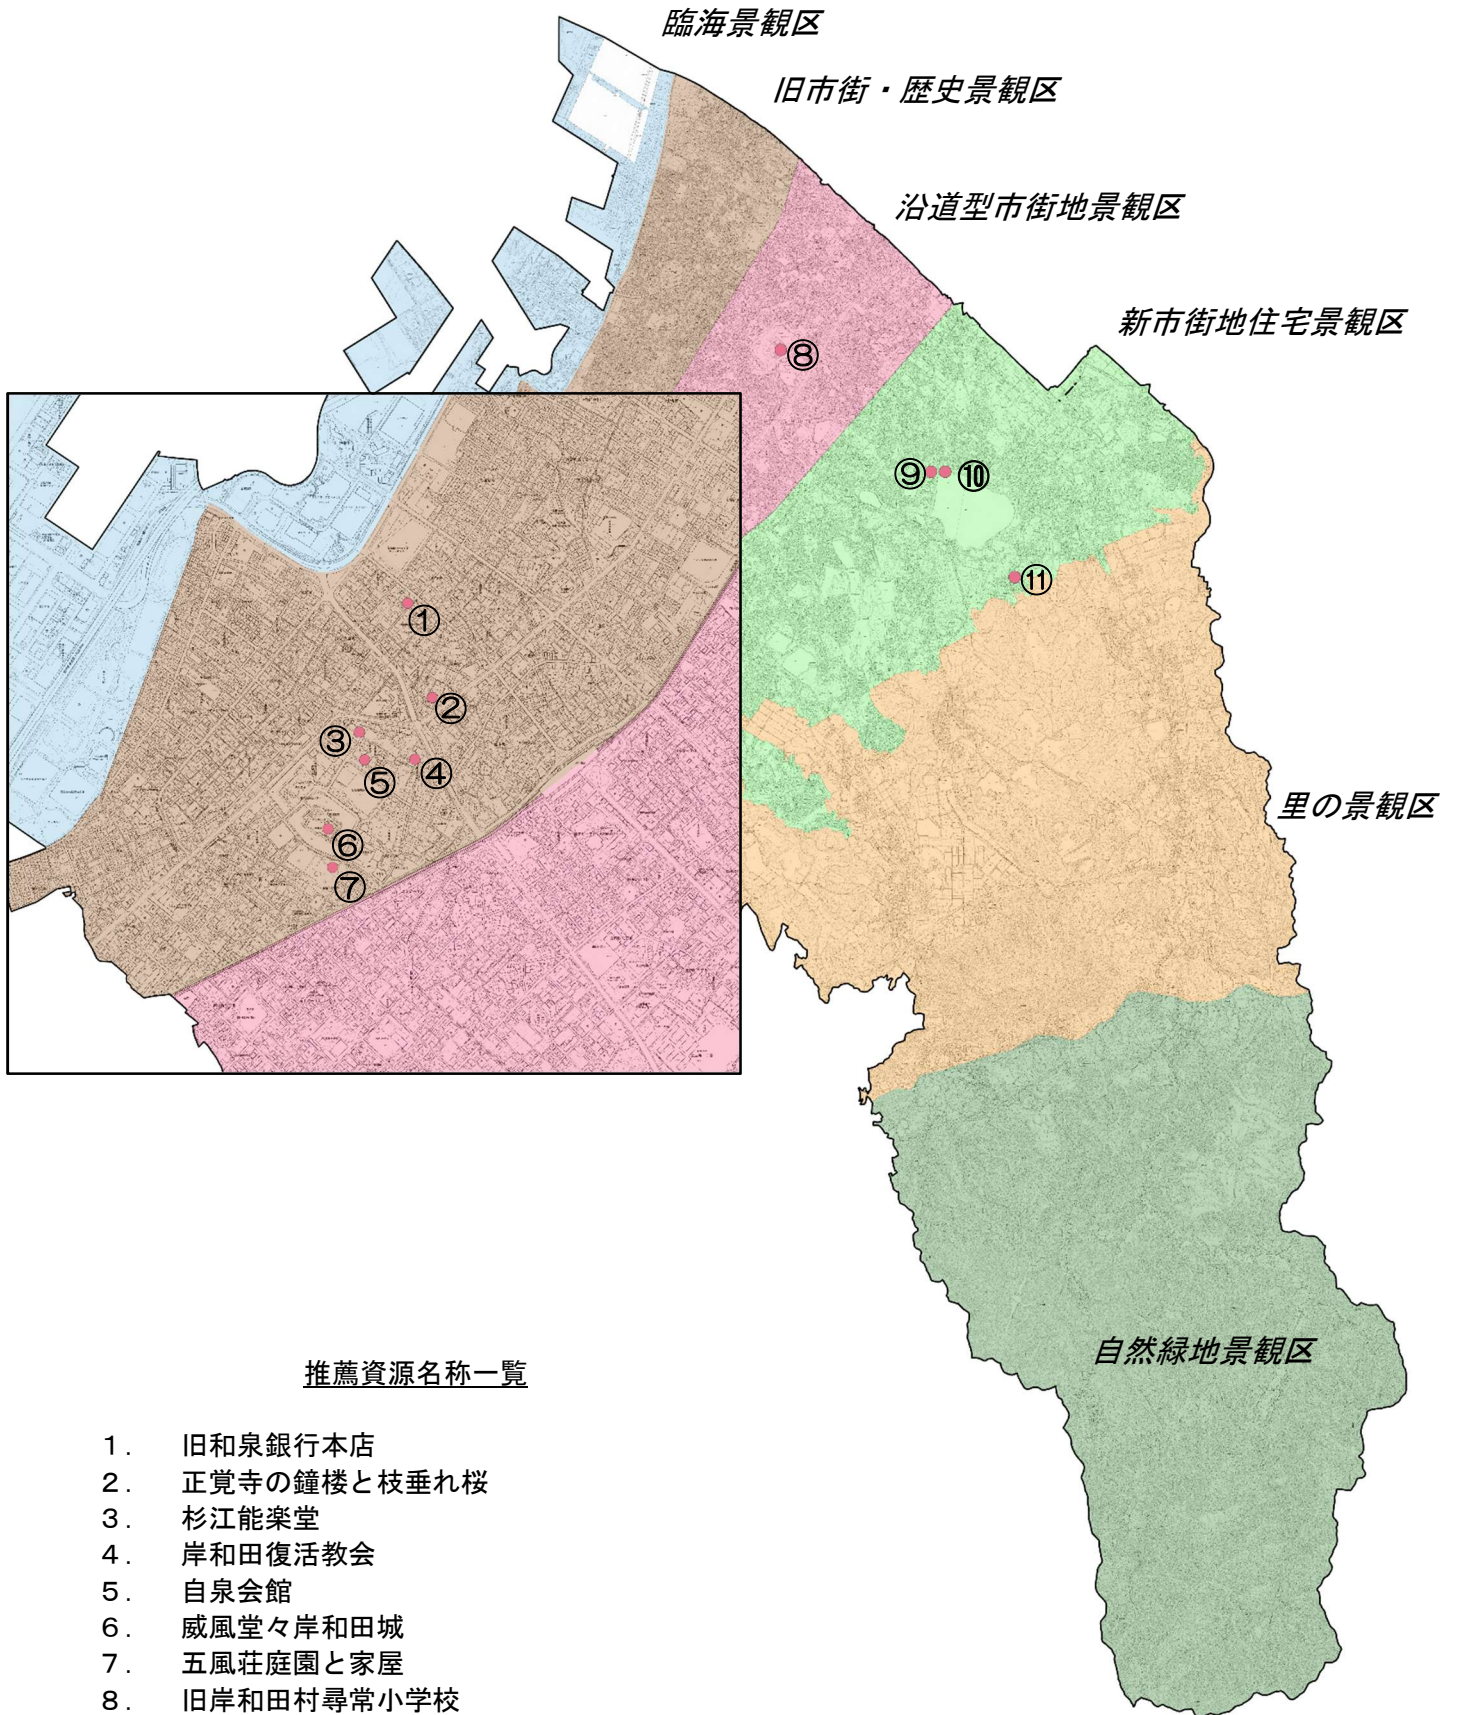 臨海景観区
旧市街・歴史景観区
沿道型市街地景観区
新市街地住宅景観区
⑧
⑨ ⑩
⑪
①
②
③
④
⑤
⑥
⑦
里の景観区
自然緑地景観区
推薦資源名称一覧
1. 旧和泉銀行本店
2. 正覚寺の鐘楼と枝垂れ桜
3. 杉江能楽堂
4. 岸和田復活教会
5. 自泉会館
6. 威風堂々岸和田城
7. 五風荘庭園と家屋
8. 旧岸和田村尋常小学校